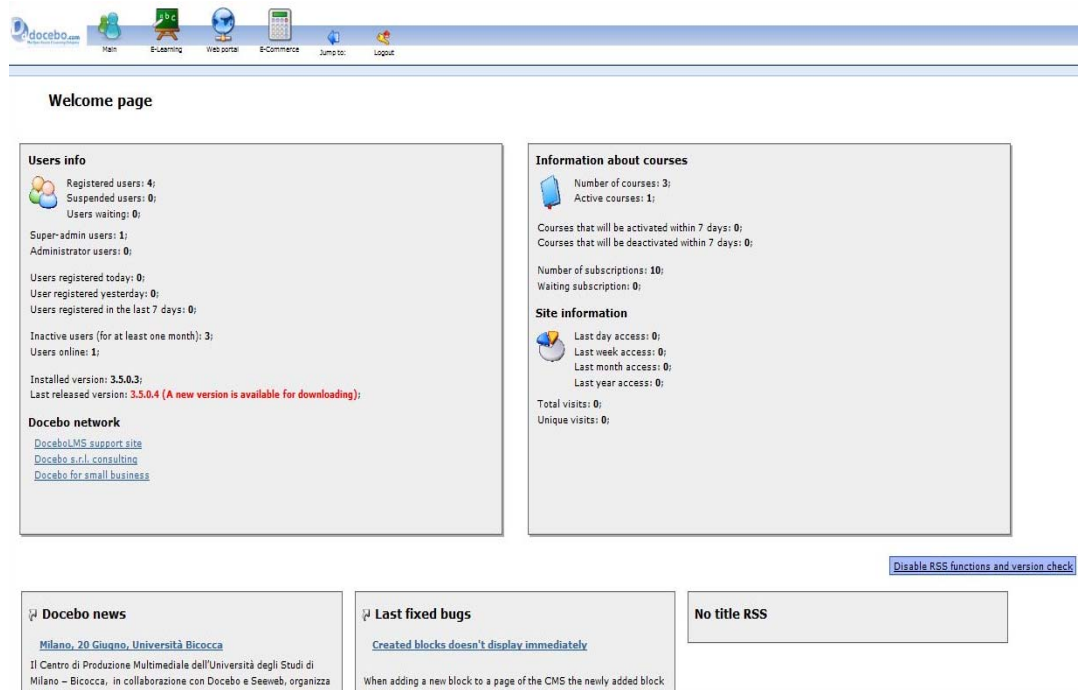 docebo.com
Main
E-Learning
Web portal
E-Commerce
Jump to:
Logout
Welcome page
Users info
Registered users: 4;
Suspended users: 0;
Users waiting: 0;
Super-admin users: 1;
Administrator users: 0;
Users registered today: 0;
User registered yesterday: 0;
Users registered in the last 7 days: 0;
Inactive users (for at least one month): 3;
Users online: 1;
Installed version: 3.5.0.3;
Last released version: 3.5.0.4 (A new version is available for downloading);
Docebo network
DoceboLMS support site
Docebo s.r.l. consulting
Docebo for small business
Information about courses
Number of courses: 3;
Active courses: 1;
Courses that will be activated within 7 days: 0;
Courses that will be deactivated within 7 days: 0;
Number of subscriptions: 10;
Waiting subscription: 0;
Site information
Last day access: 0;
Last week access: 0;
Last month access: 0;
Last year access: 0;
Total visits: 0;
Unique visits: 0;
Disable RSS functions and version check
Docebo news
Milano, 20 Giugno, Università Bicocca
Il Centro di Produzione Multimediale dell'Università degli Studi di
Milano – Bicocca, in collaborazione con Docebo e Seeweb, organizza
Last fixed bugs
Created blocks doesn't display immediately
When adding a new block to a page of the CMS the newly added block
No title RSS